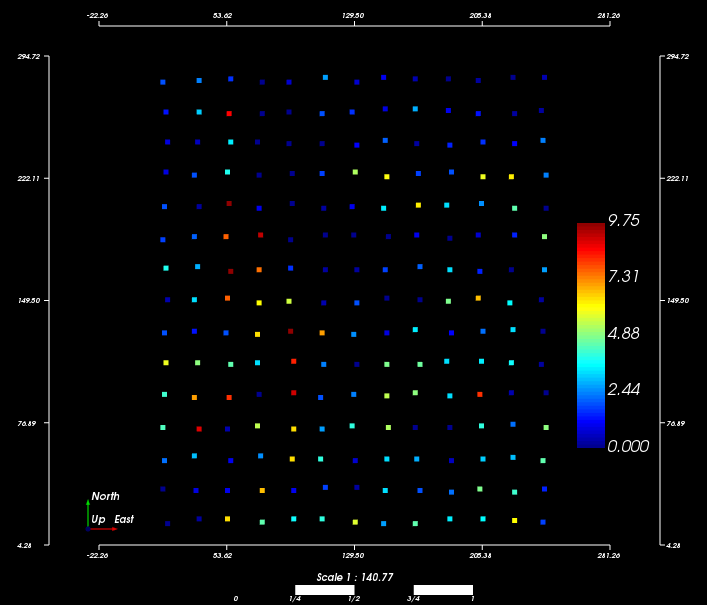 -22.26 53.62 129.50 205.38 281.26
294.72 294.72
222.11 222.11
9.75
7.31
149.50 149.50
4.88
2.44
76.89 76.89
0.000
North
Up East
4.28 4.28
-22.26 53.62 129.50 205.38 281.26
Scale 1 : 140.77
0 1/4 1/2 3/4 1